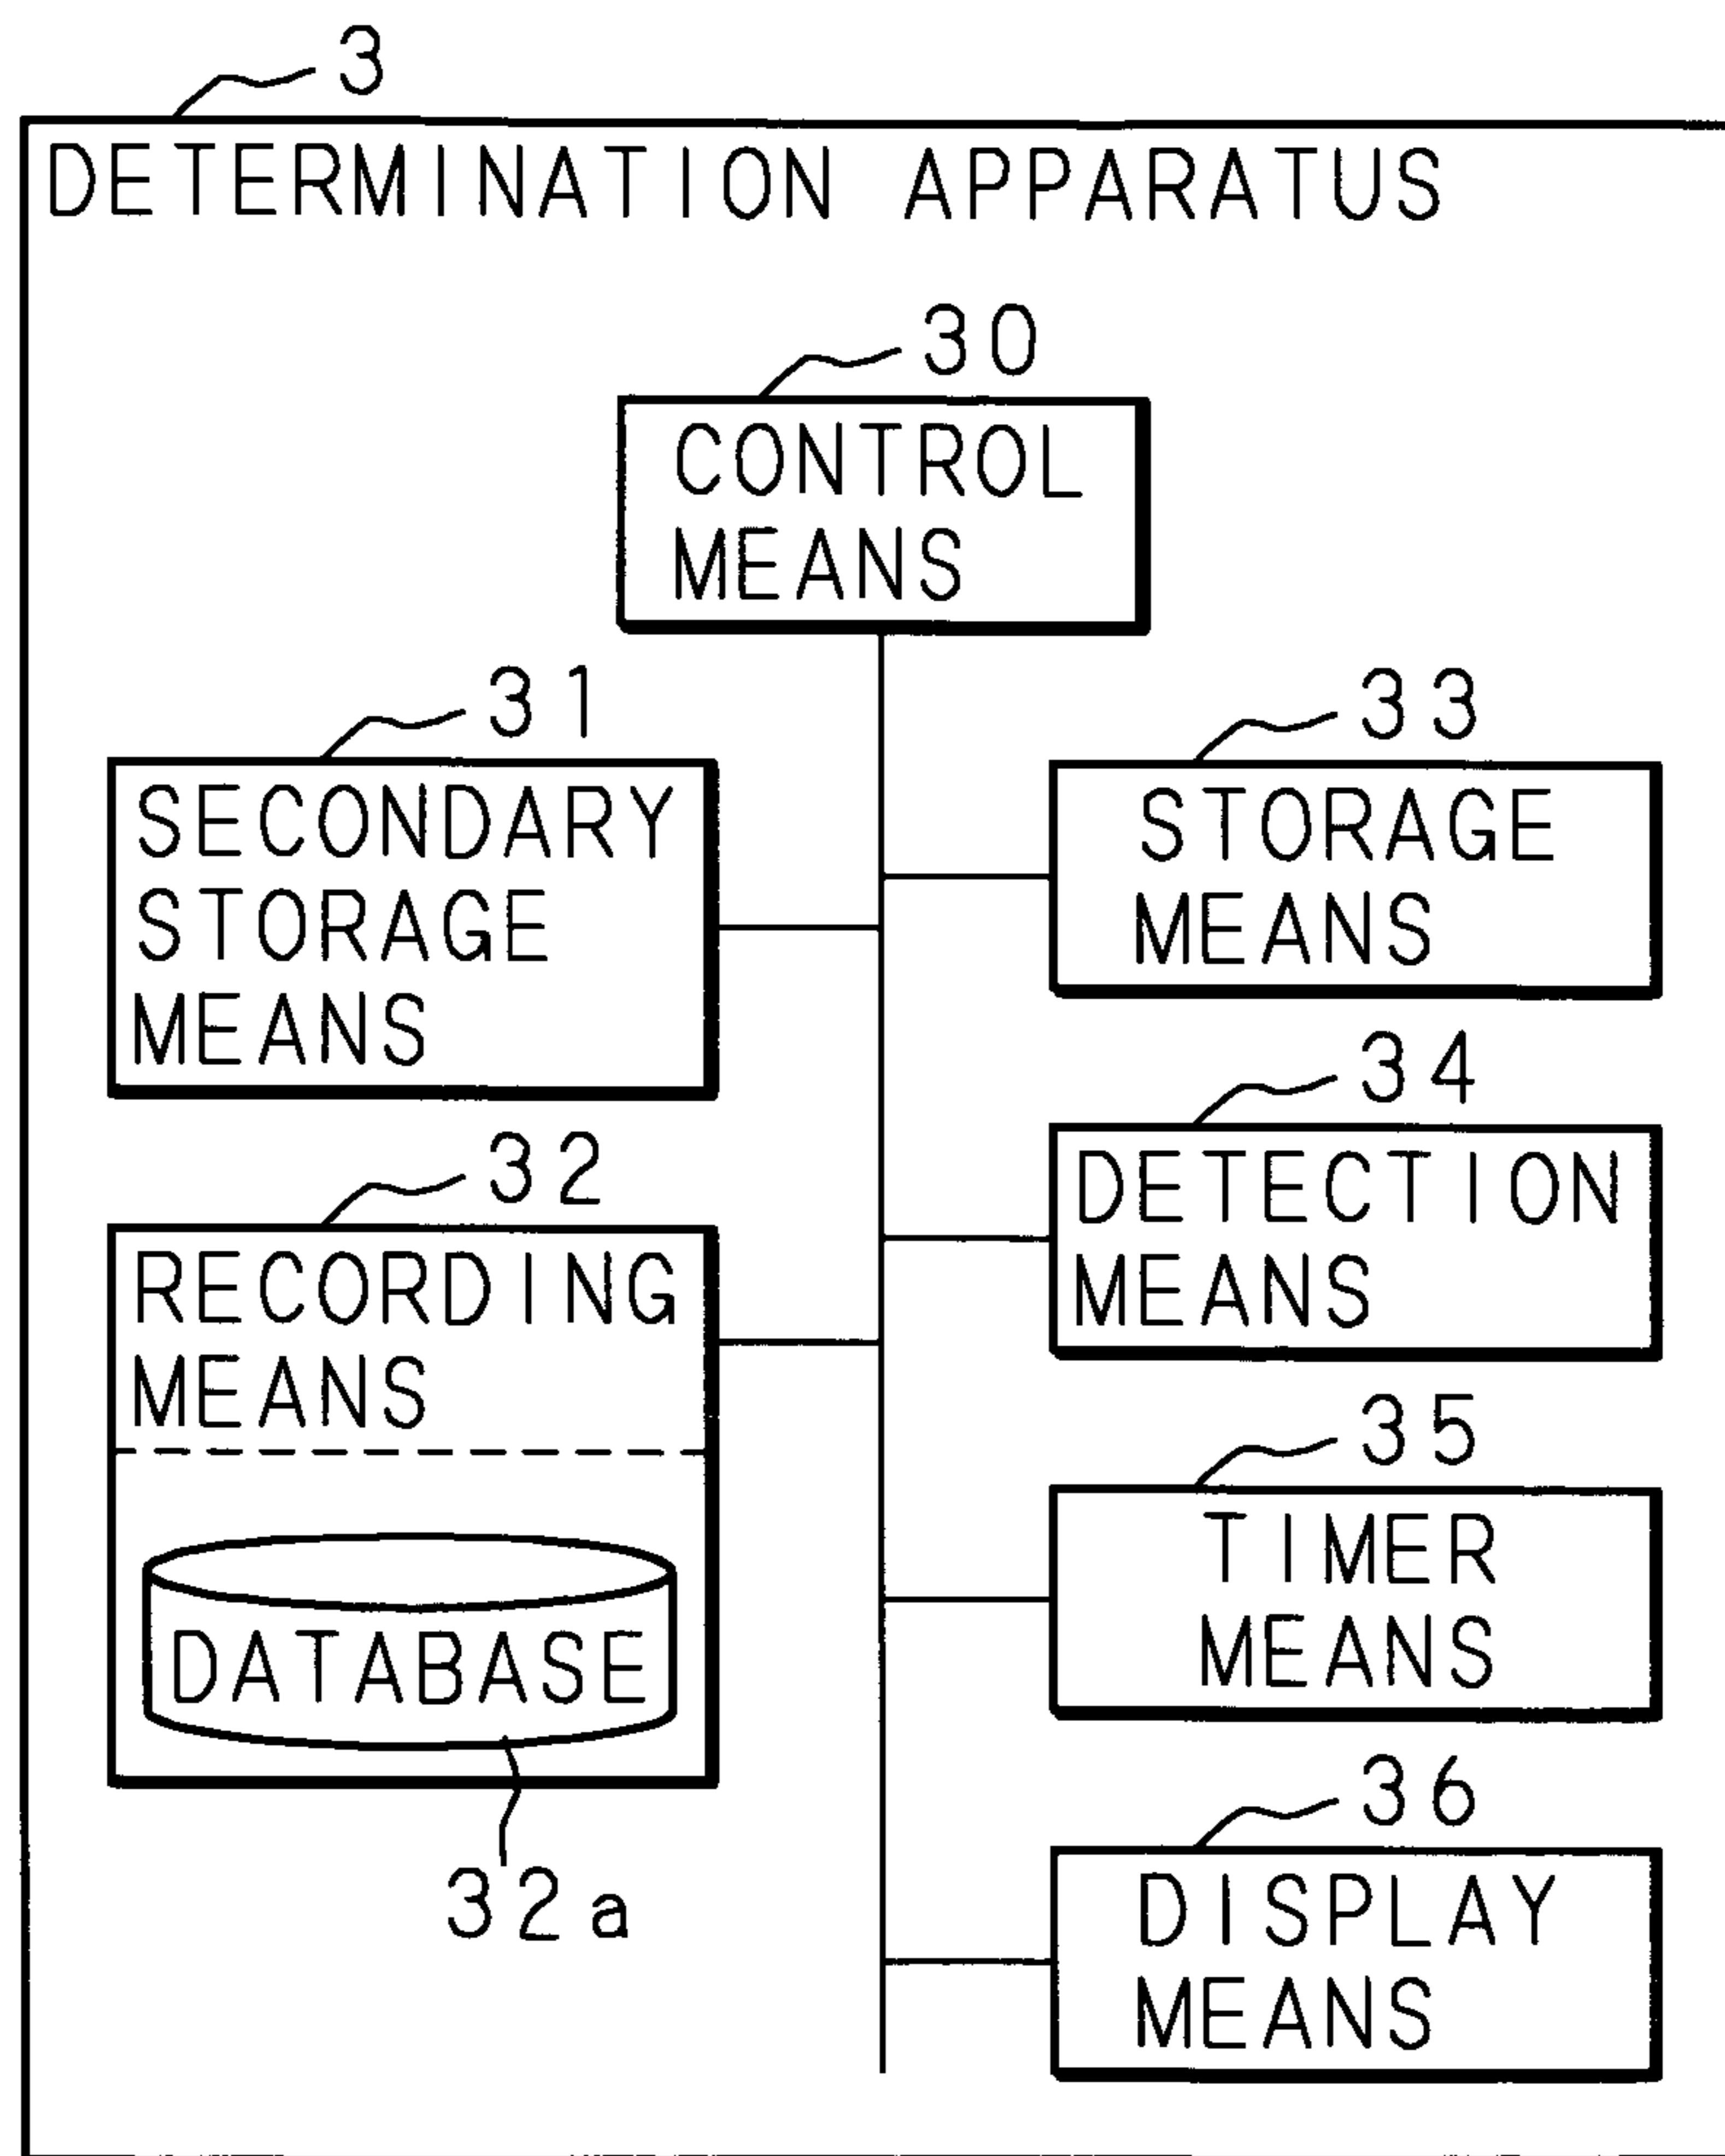 3
DETERMINATION APPARATUS
30
CONTROL
MEANS
31
SECONDARY
STORAGE
MEANS
32
RECORDING
MEANS
DATABASE
32a
33
STORAGE
MEANS
34
DETECTION
MEANS
35
TIMER
MEANS
36
DISPLAY
MEANS